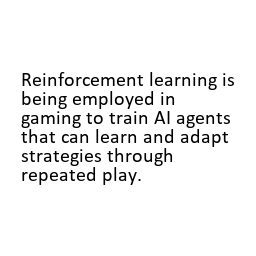 Reinforcement learning is
being employed in
gaming to train AI agents
that can learn and adapt
strategies through
repeated play.